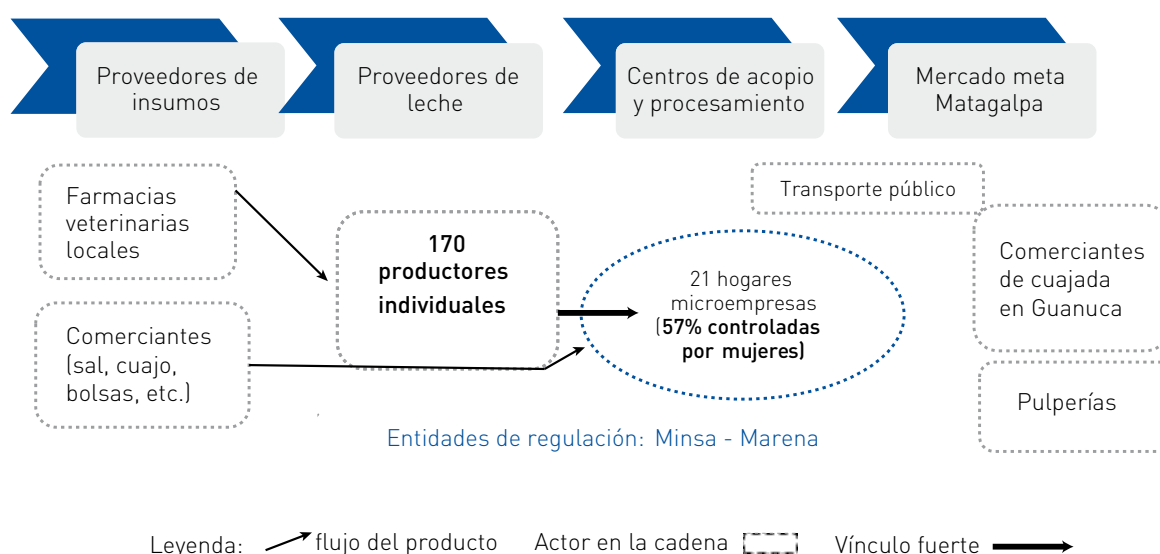 Proveedores de
insumos
Proveedores de
leche
Centros de acopio
y procesamiento
Mercado meta
Matagalpa
Farmacias
veterinarias
locales
Comerciantes
(sal, cuajo,
bolsas, etc.)
170
productores
individuales
21 hogares
microempresas
(57% controladas
por mujeres)
Transporte público
Comerciantes
de cuajada
en Guanuca
Pulperías
Entidades de regulación: Minsa - Marena
Leyenda: flujo del producto Actor en la cadena Vínculo fuerte